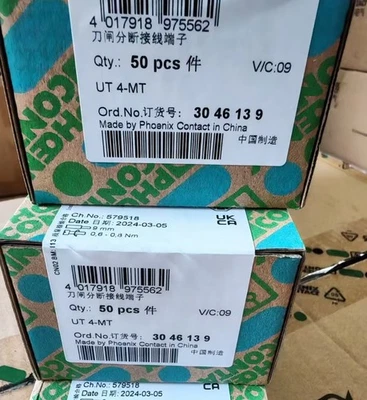 4 017918 975562
刀闸分断接线端子
Qty.: 50 pcs 件 V/C:09
UT 4-MT
Ord.No.订货号: 30 46 13 9
Made by Phoenix Contact in China
中国制造
Ch.No.: 579518
Date 日期: 2024-03-05
9 mm
0,6 - 0,8 Nm
UK
CA
4 017918 975562
刀闸分断接线端子
Qty.: 50 pcs 件 V/C:09
UT 4-MT
Ord.No.订货号: 30 46 13 9
Made by Phoenix Contact in China
中国制造
Ch.No.: 579518
Date 日期: 2024-03-05